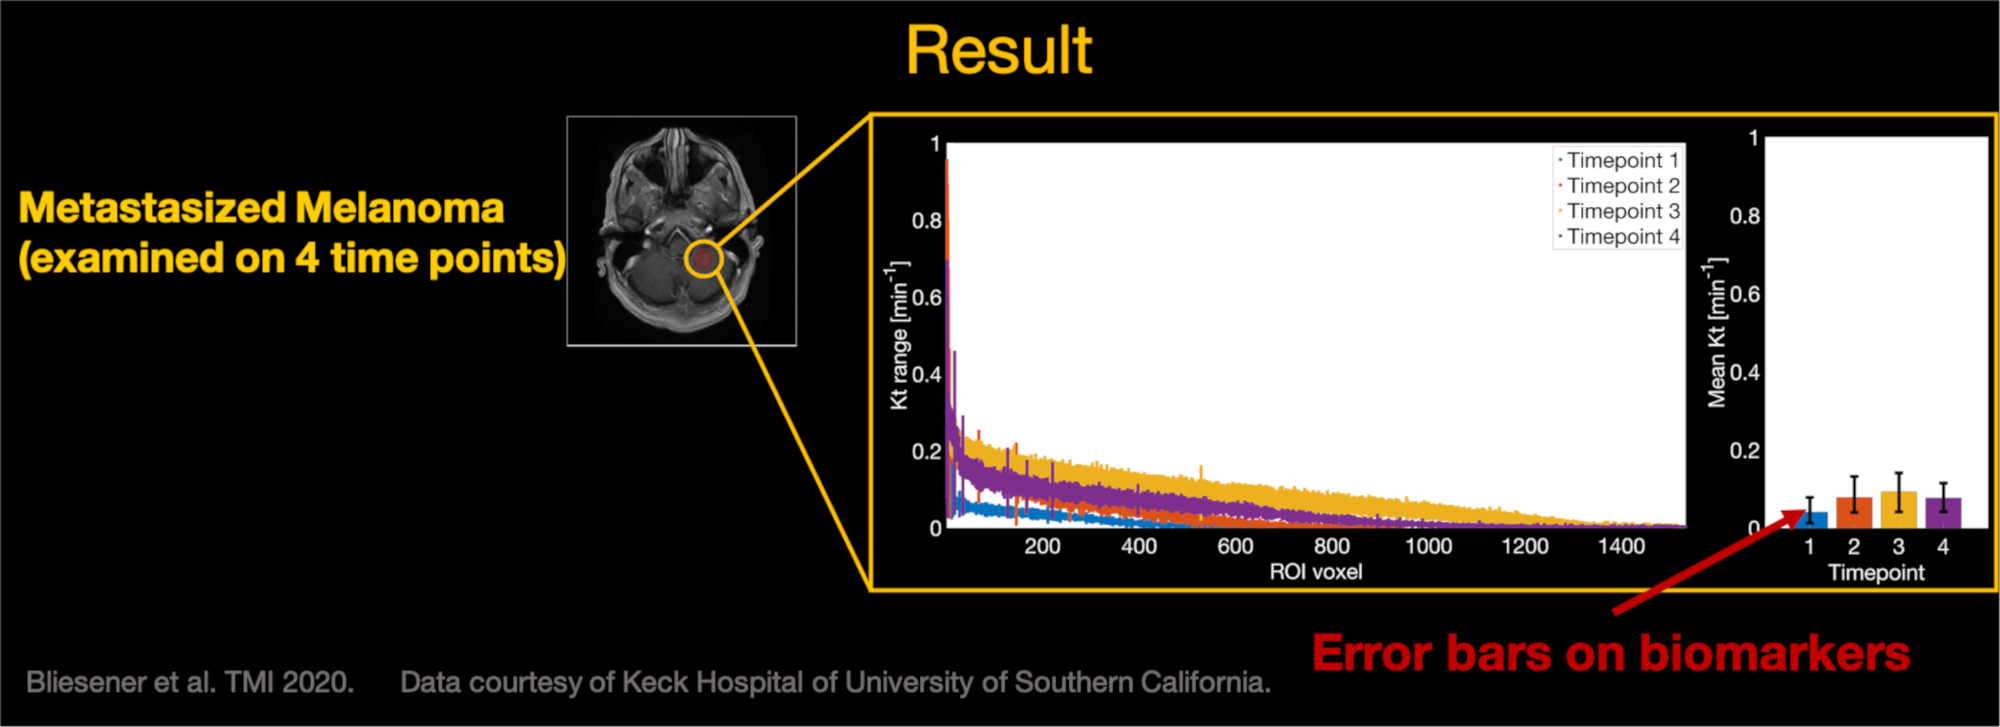 Result
Metastasized Melanoma
(examined on 4 time points)
1
0.8
0.6
0.4
0.2
0
Kt range [min⁻¹]
200 400 600 800 1000 1200 1400
ROI voxel
Timepoint 1
Timepoint 2
Timepoint 3
Timepoint 4
1
0.8
0.6
0.4
0.2
0
Mean Kt [min⁻¹]
1 2 3 4
Timepoint
Error bars on biomarkers
Bliesener et al. TMI 2020. Data courtesy of Keck Hospital of University of Southern California.